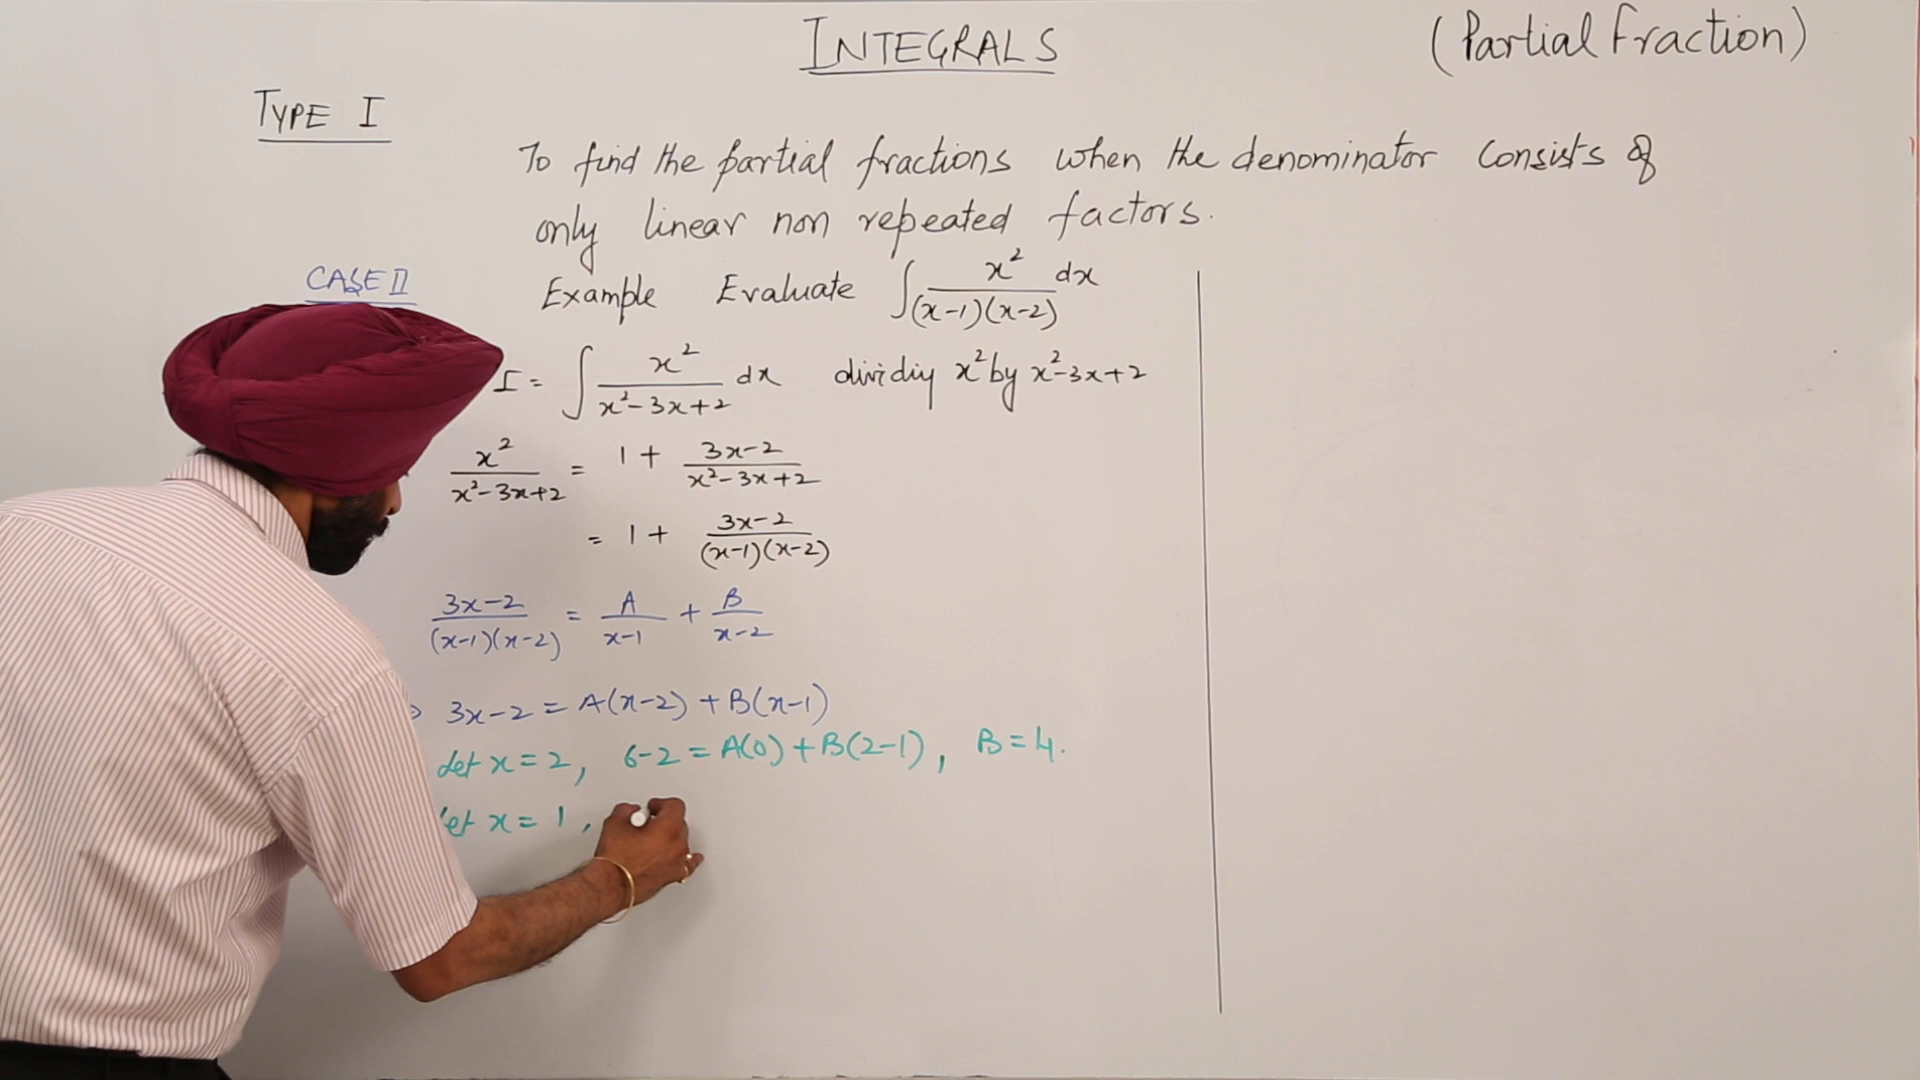 INTEGRALS
(Partial Fraction)
TYPE I
To find the partial fractions when the denominator consists of
only linear non repeated factors.
CASE II
Example Evaluate ∫ x²/((x-1)(x-2)) dx
I = ∫ x²/(x²-3x+2) dx dividiy x² by x²-3x+2
x²/(x²-3x+2) = 1 + (3x-2)/(x²-3x+2)
= 1 + (3x-2)/((x-1)(x-2))
(3x-2)/((x-1)(x-2)) = A/(x-1) + B/(x-2)
3x-2 = A(x-2) + B(x-1)
Let x = 2, 6-2 = A(0) + B(2-1), B = 4.
Let x = 1,